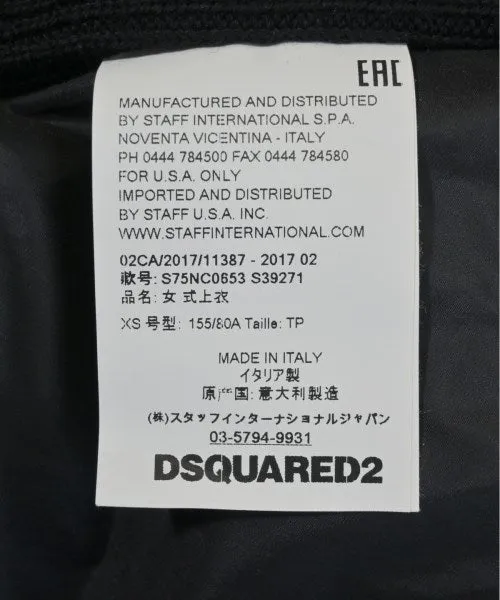 EAC
MANUFACTURED AND DISTRIBUTED
BY STAFF INTERNATIONAL S.P.A.
NOVENTA VICENTINA - ITALY
PH 0444 784500 FAX 0444 784580
FOR U.S.A. ONLY
IMPORTED AND DISTRIBUTED
BY STAFF U.S.A. INC.
WWW.STAFFINTERNATIONAL.COM
02CA/2017/11387 - 2017 02
款号: S75NC0653 S39271
品名: 女 式上衣
XS 号型: 155/80A Taille: TP
MADE IN ITALY
イタリア製
原产国: 意大利製造
(株)スタッフインターナショナルジャパン
03-5794-9931
DSQUARED2